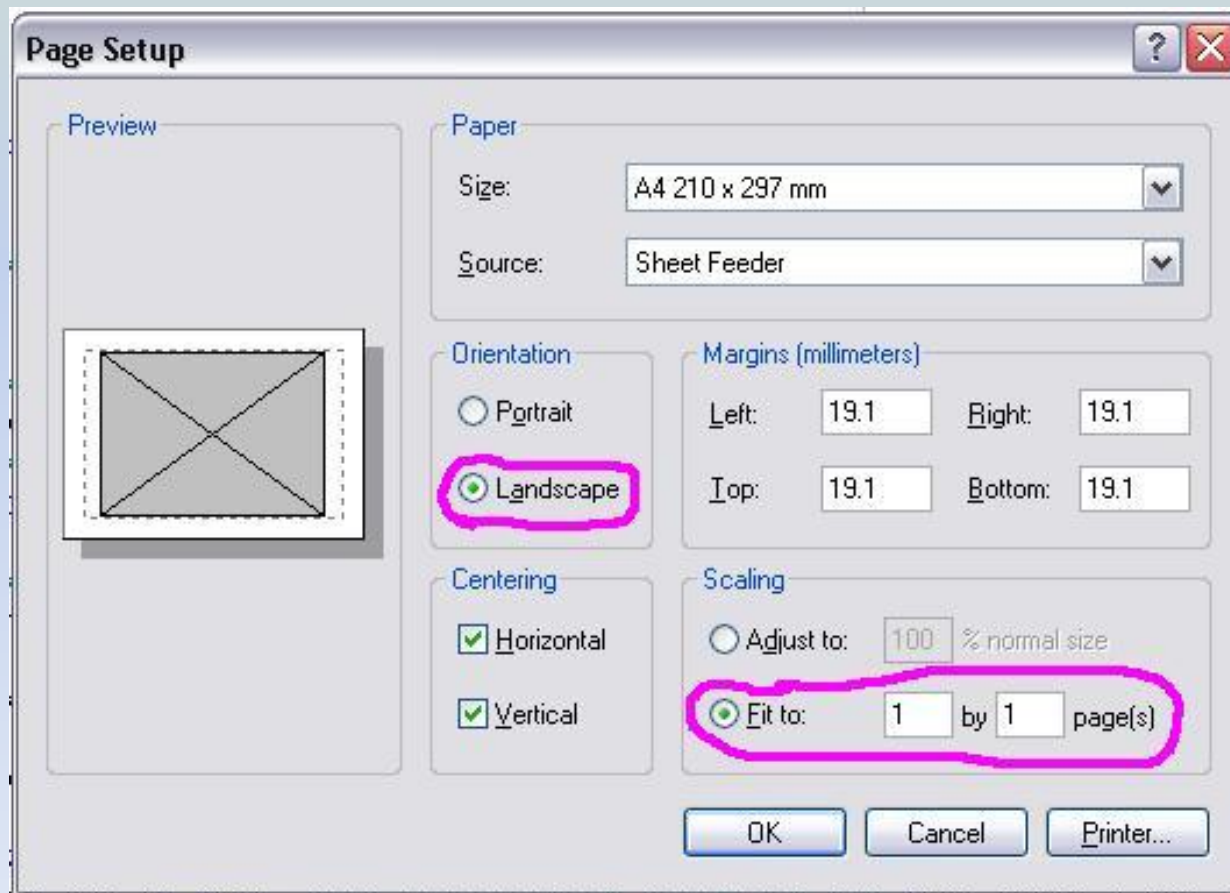 Page Setup
Preview
Paper
Size: A4 210 x 297 mm
Source: Sheet Feeder
Orientation
Portrait
Landscape
Margins (millimeters)
Left: 19.1 Right: 19.1
Top: 19.1 Bottom: 19.1
Centering
Horizontal
Vertical
Scaling
Adjust to: 100 % normal size
Fit to: 1 by 1 page(s)
OK Cancel Printer...